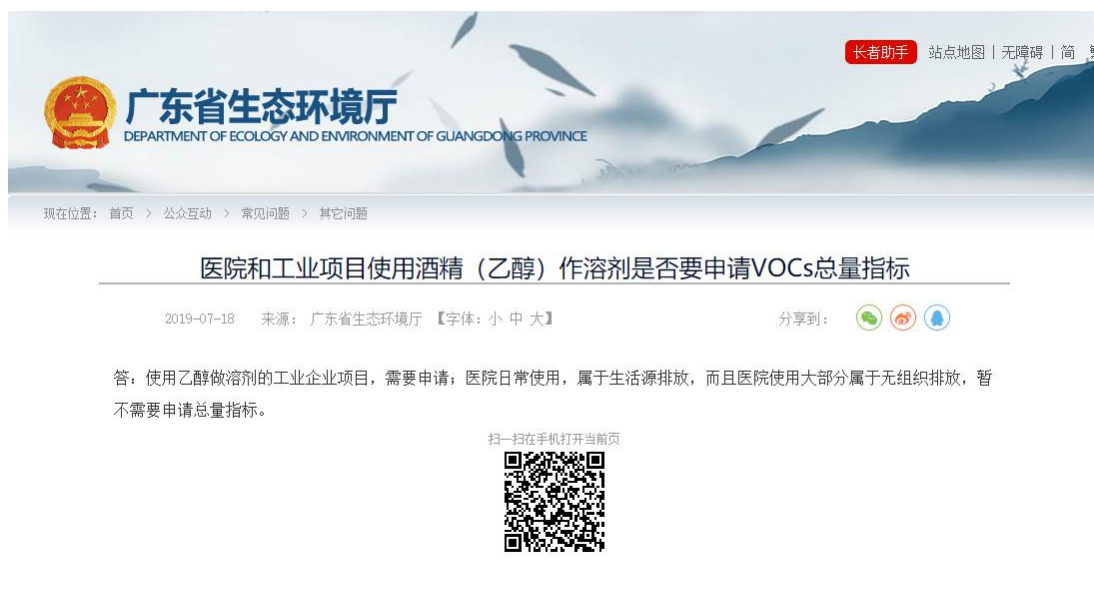 长者助手 站点地图 | 无障碍 | 简
广东省生态环境厅
DEPARTMENT OF ECOLOGY AND ENVIRONMENT OF GUANGDONG PROVINCE
现在位置： 首页 > 公众互动 > 常见问题 > 其它问题
医院和工业项目使用酒精（乙醇）作溶剂是否要申请VOCs总量指标
2019-07-18 来源： 广东省生态环境厅 【字体：小 中 大】 分享到：
答：使用乙醇做溶剂的工业企业项目，需要申请；医院日常使用，属于生活源排放，而且医院使用大部分属于无组织排放，暂
不需要申请总量指标。
扫一扫在手机打开当前页